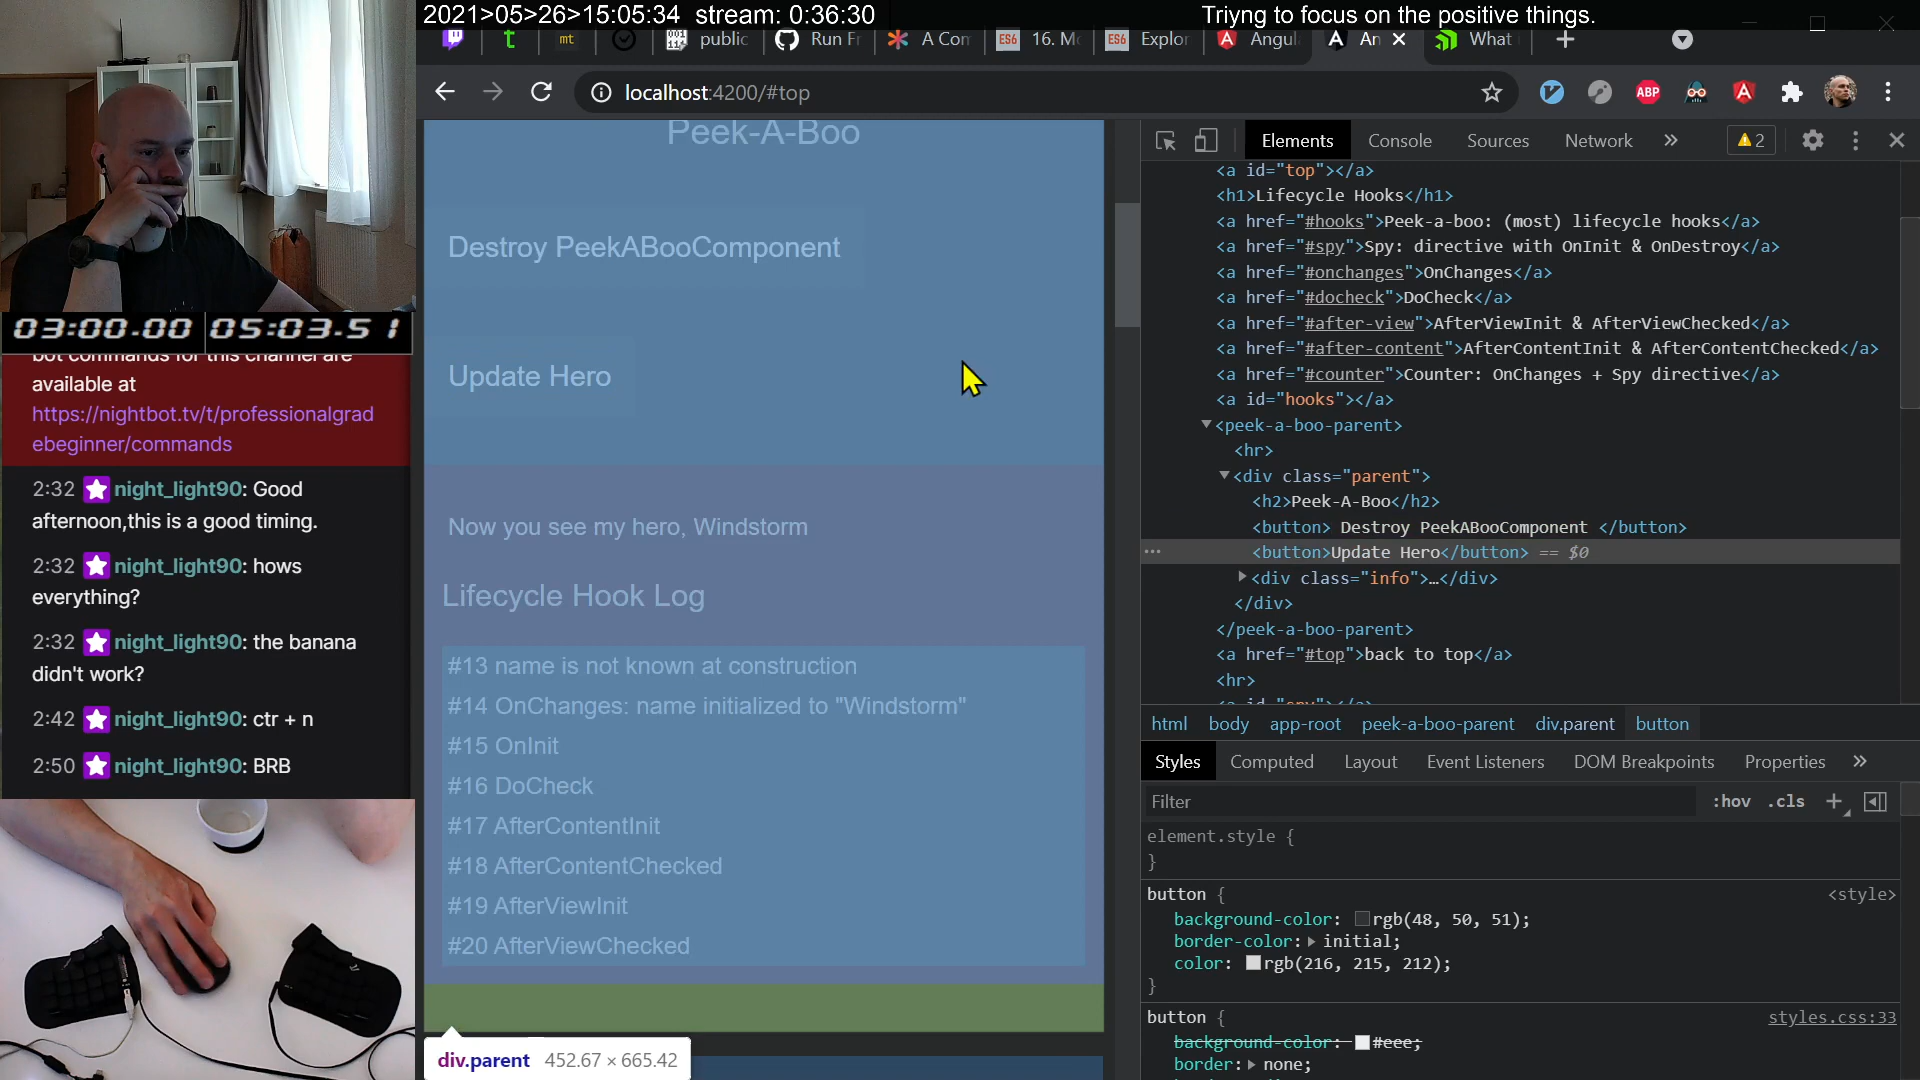 2021>05>26>15:05:34 stream: 0:36:30
Triyng to focus on the positive things.
public
Run Fr
A Con
16. Mo
Explor
Angula
An
What
localhost:4200/#top
03:00.00 05:03.51
bot commands for this channel are
available at
https://nightbot.tv/t/professionalgrad
ebeginner/commands
2:32 night_light90: Good
afternoon,this is a good timing.
2:32 night_light90: hows
everything?
2:32 night_light90: the banana
didn't work?
2:42 night_light90: ctr + n
2:50 night_light90: BRB
Peek-A-Boo
Destroy PeekABooComponent
Update Hero
Now you see my hero, Windstorm
Lifecycle Hook Log
#13 name is not known at construction
#14 OnChanges: name initialized to "Windstorm"
#15 OnInit
#16 DoCheck
#17 AfterContentInit
#18 AfterContentChecked
#19 AfterViewInit
#20 AfterViewChecked
div.parent 452.67 × 665.42
Elements Console Sources Network » 2
<a id="top"></a>
<h1>Lifecycle Hooks</h1>
<a href="#hooks">Peek-a-boo: (most) lifecycle hooks</a>
<a href="#spy">Spy: directive with OnInit & OnDestroy</a>
<a href="#onchanges">OnChanges</a>
<a href="#docheck">DoCheck</a>
<a href="#after-view">AfterViewInit & AfterViewChecked</a>
<a href="#after-content">AfterContentInit & AfterContentChecked</a>
<a href="#counter">Counter: OnChanges + Spy directive</a>
<a id="hooks"></a>
<peek-a-boo-parent>
<hr>
<div class="parent">
<h2>Peek-A-Boo</h2>
<button> Destroy PeekABooComponent </button>
<button>Update Hero</button> == $0
<div class="info">…</div>
</div>
</peek-a-boo-parent>
<a href="#top">back to top</a>
<hr>
html body app-root peek-a-boo-parent div.parent button
Styles Computed Layout Event Listeners DOM Breakpoints Properties »
Filter :hov .cls +
element.style {
}
button { <style>
background-color: rgb(48, 50, 51);
border-color: initial;
color: rgb(216, 215, 212);
}
button { styles.css:33
background-color: #eee;
border: none;